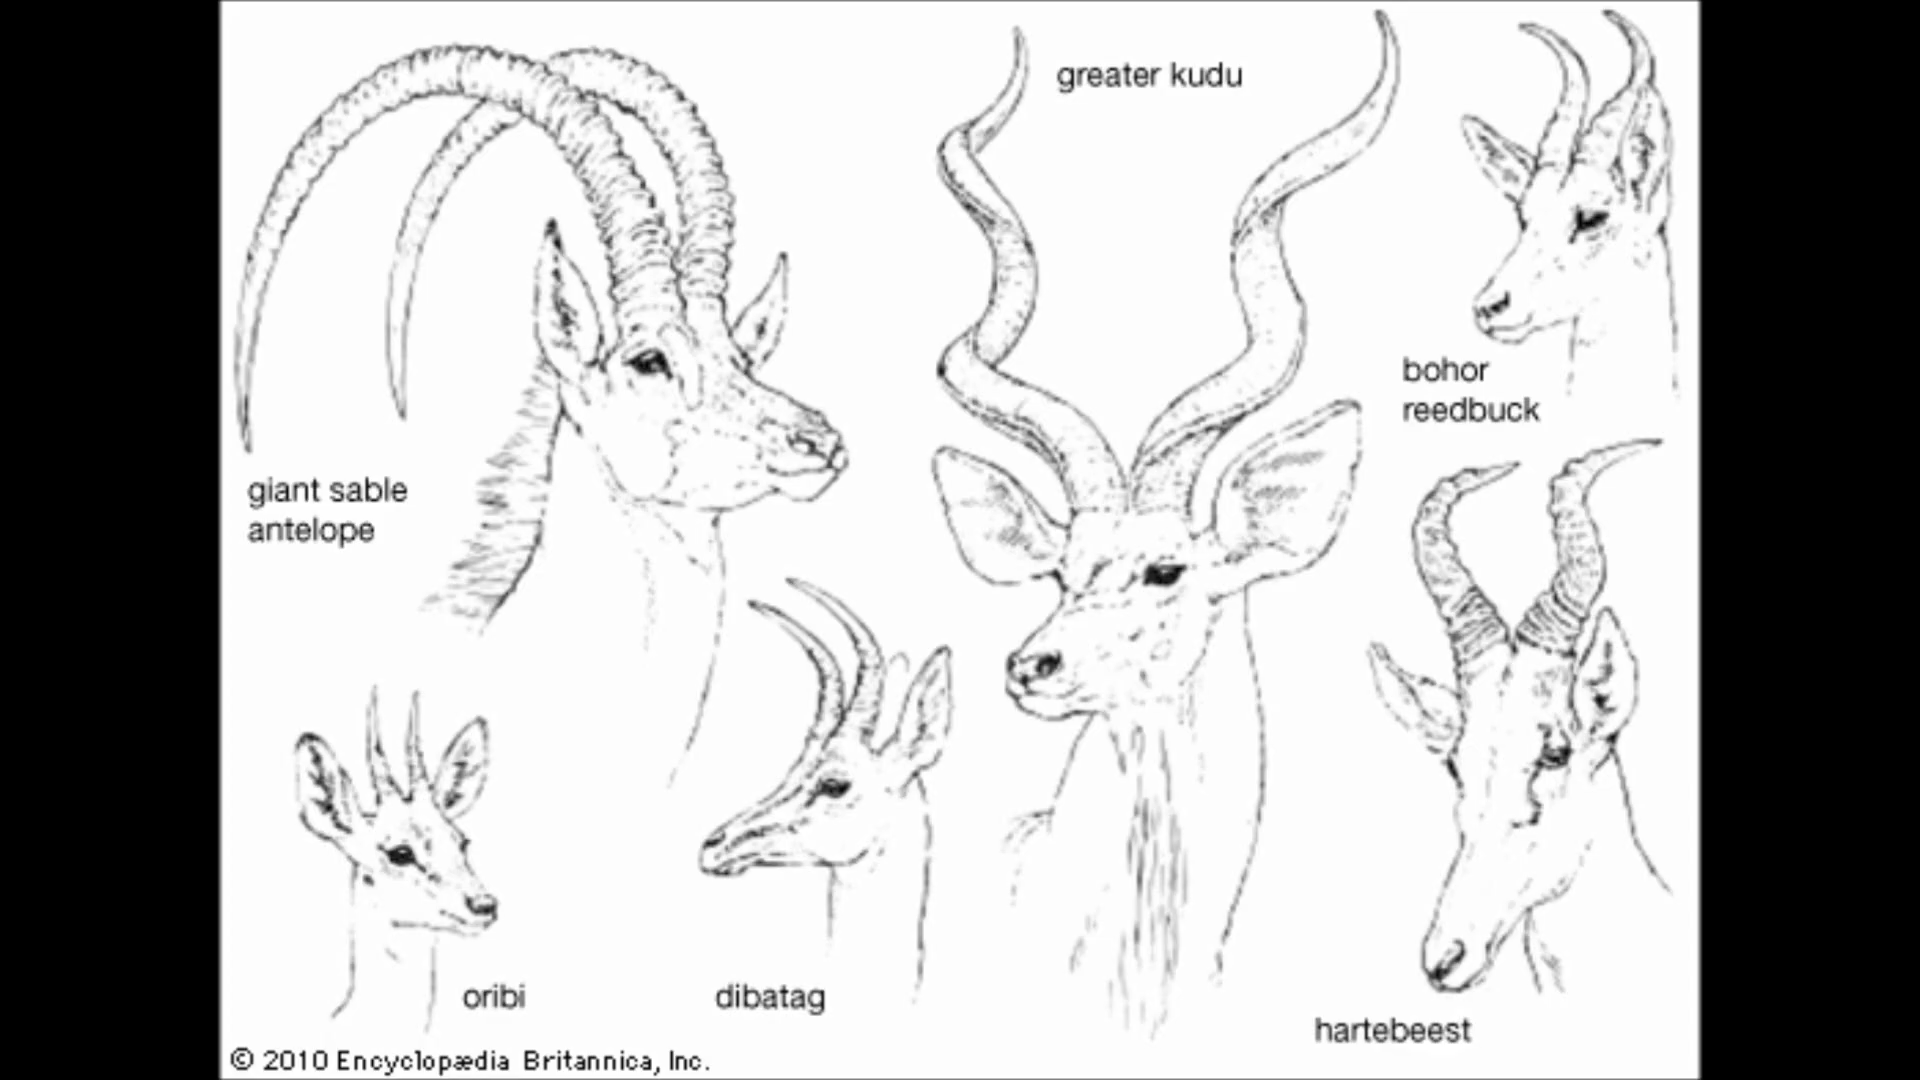 greater kudu
bohor
reedbuck
giant sable
antelope
oribi
dibatag
hartebeest
© 2010 Encyclopædia Britannica, Inc.